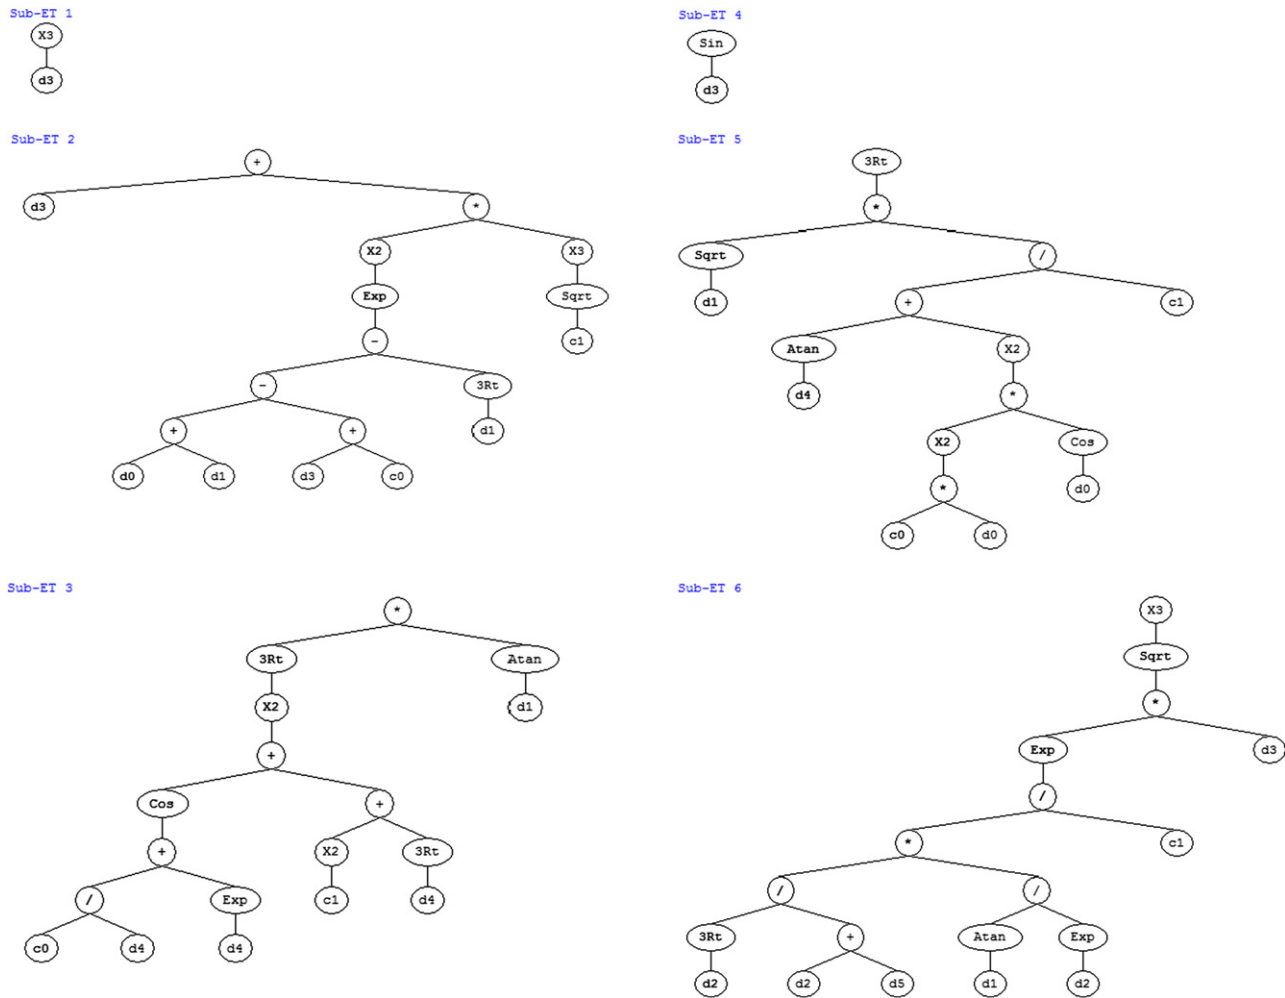 Sub-ET 1
X3
d3
Sub-ET 2
+
d3 *
X2 X3
Exp Sqrt
- c1
- 3Rt
+ + d1
d0 d1 d3 c0
Sub-ET 3
*
3Rt Atan
X2 d1
+
Cos +
+ X2 3Rt
/ Exp c1 d4
c0 d4 d4
Sub-ET 4
Sin
d3
Sub-ET 5
3Rt
*
Sqrt /
d1 + c1
Atan X2
d4 *
X2 Cos
* d0
c0 d0
Sub-ET 6
X3
Sqrt
*
Exp d3
/
* c1
/ /
3Rt + Atan Exp
d2 d2 d5 d1 d2